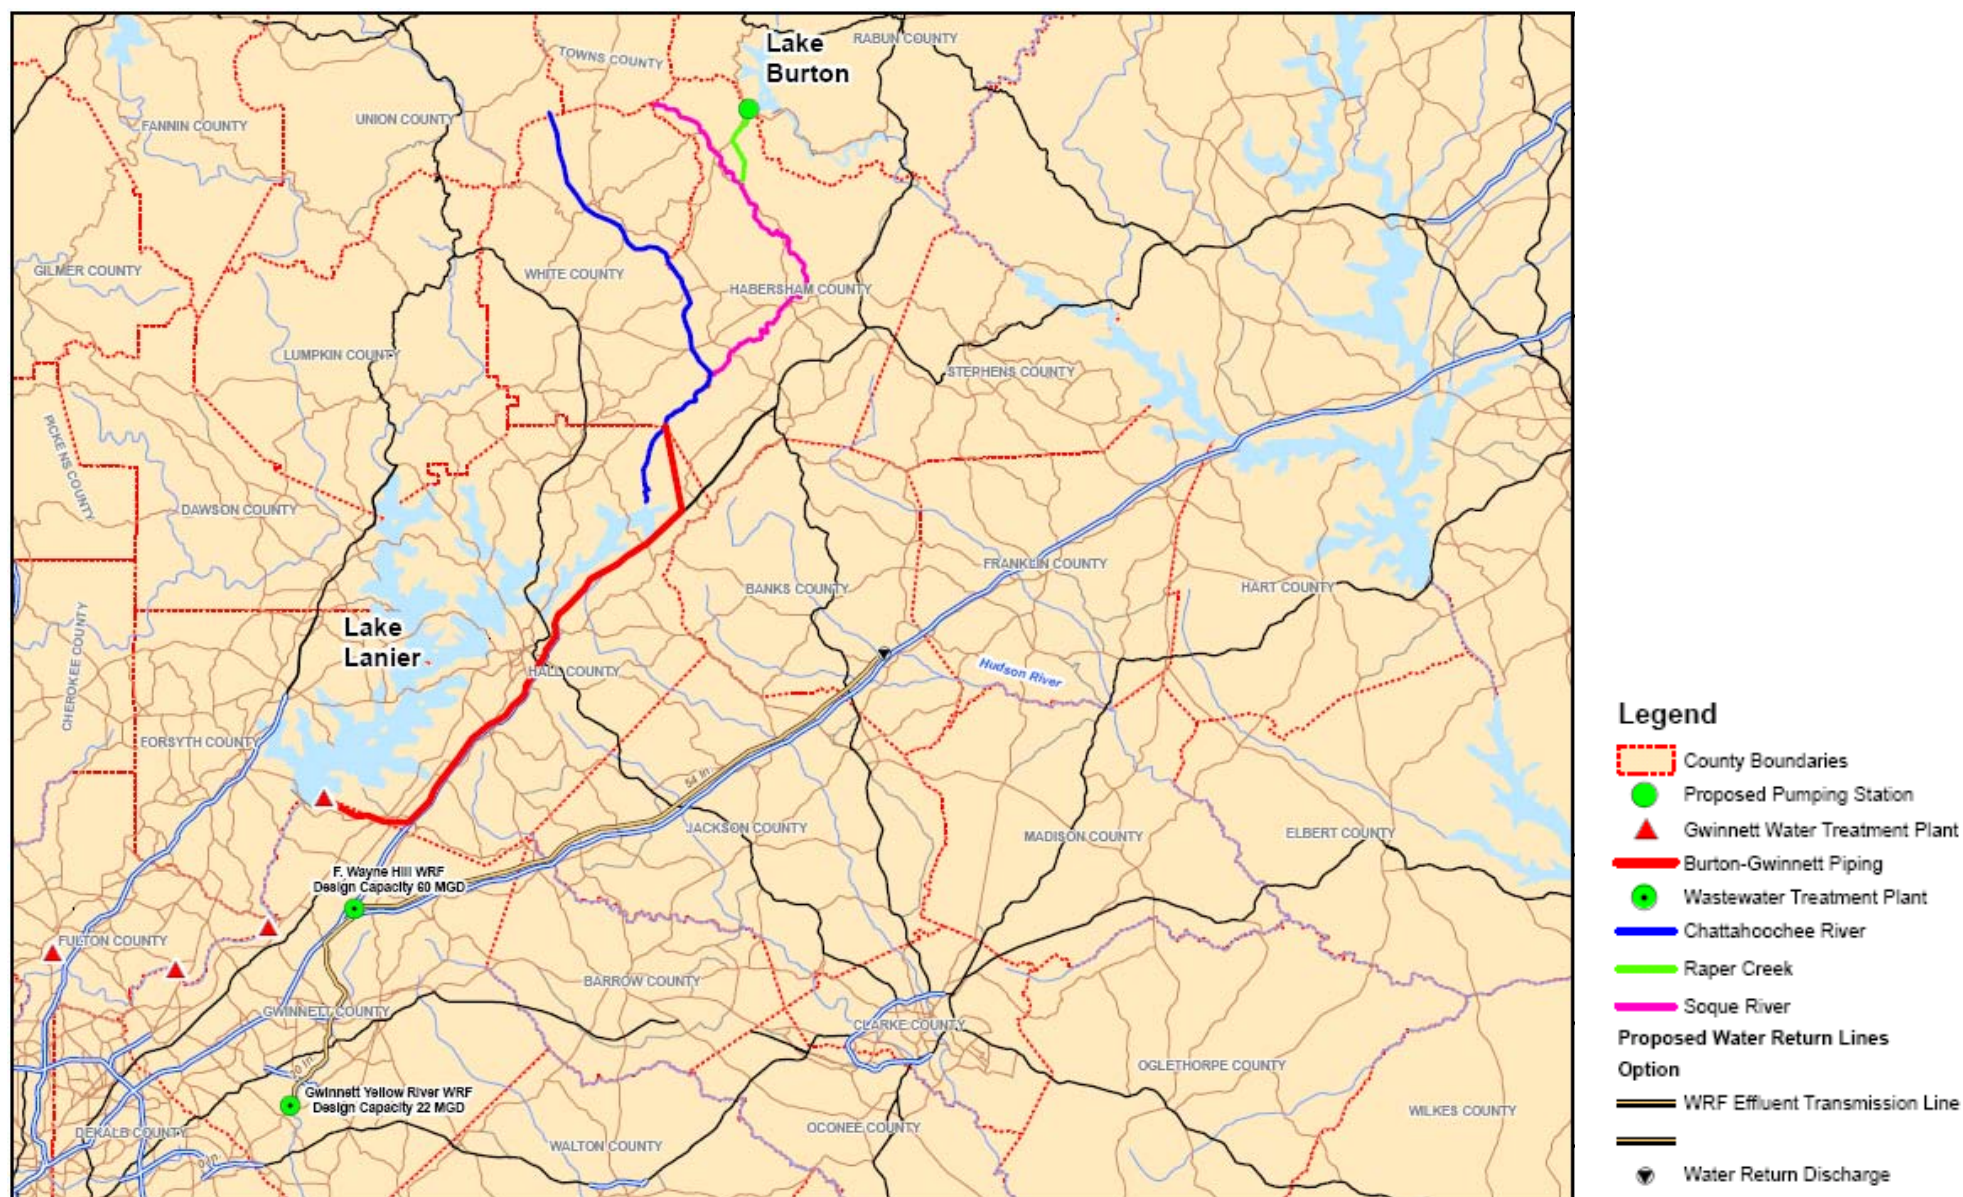 Lake
Burton
RABUN COUNTY
TOWNS COUNTY
FANNIN COUNTY
UNION COUNTY
GILMER COUNTY
WHITE COUNTY
HABERSHAM COUNTY
LUMPKIN COUNTY
STEPHENS COUNTY
PICKENS COUNTY
DAWSON COUNTY
FRANKLIN COUNTY
BANKS COUNTY
HART COUNTY
CHEROKEE COUNTY
Lake
Lanier
HALL COUNTY
Hudson River
FORSYTH COUNTY
54 in.
JACKSON COUNTY
MADISON COUNTY
ELBERT COUNTY
F. Wayne Hill WRF
Design Capacity 60 MGD
FULTON COUNTY
BARROW COUNTY
GWINNETT COUNTY
CLARKE COUNTY
OGLETHORPE COUNTY
Gwinnett Yellow River WRF
Design Capacity 22 MGD
WILKES COUNTY
DEKALB COUNTY
OCONEE COUNTY
WALTON COUNTY
Legend
County Boundaries
Proposed Pumping Station
Gwinnett Water Treatment Plant
Burton-Gwinnett Piping
Wastewater Treatment Plant
Chattahoochee River
Raper Creek
Soque River
Proposed Water Return Lines
Option
WRF Effluent Transmission Line
Water Return Discharge